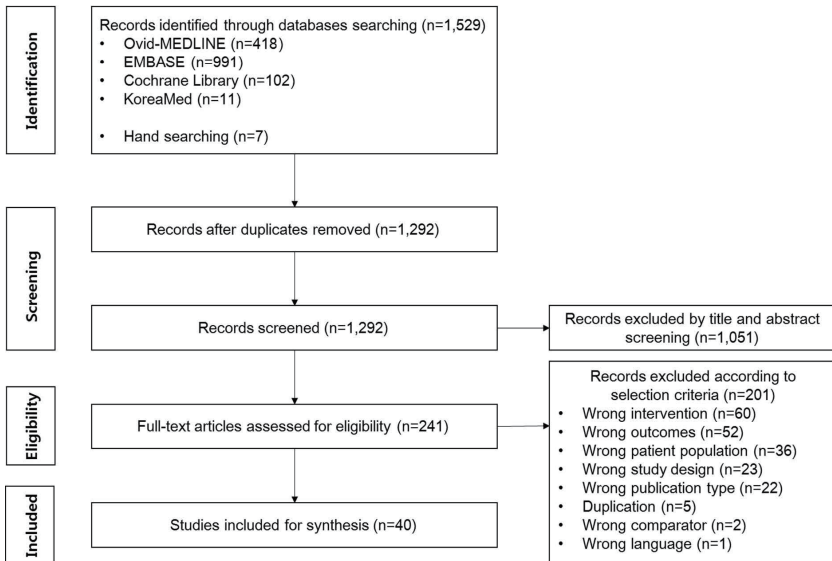 Identification
Records identified through databases searching (n=1,529)
• Ovid-MEDLINE (n=418)
• EMBASE (n=991)
• Cochrane Library (n=102)
• KoreaMed (n=11)
• Hand searching (n=7)
Screening
Records after duplicates removed (n=1,292)
Records screened (n=1,292)
Records excluded by title and abstract
screening (n=1,051)
Eligibility
Full-text articles assessed for eligibility (n=241)
Records excluded according to
selection criteria (n=201)
• Wrong intervention (n=60)
• Wrong outcomes (n=52)
• Wrong patient population (n=36)
• Wrong study design (n=23)
• Wrong publication type (n=22)
• Duplication (n=5)
• Wrong comparator (n=2)
• Wrong language (n=1)
Included
Studies included for synthesis (n=40)